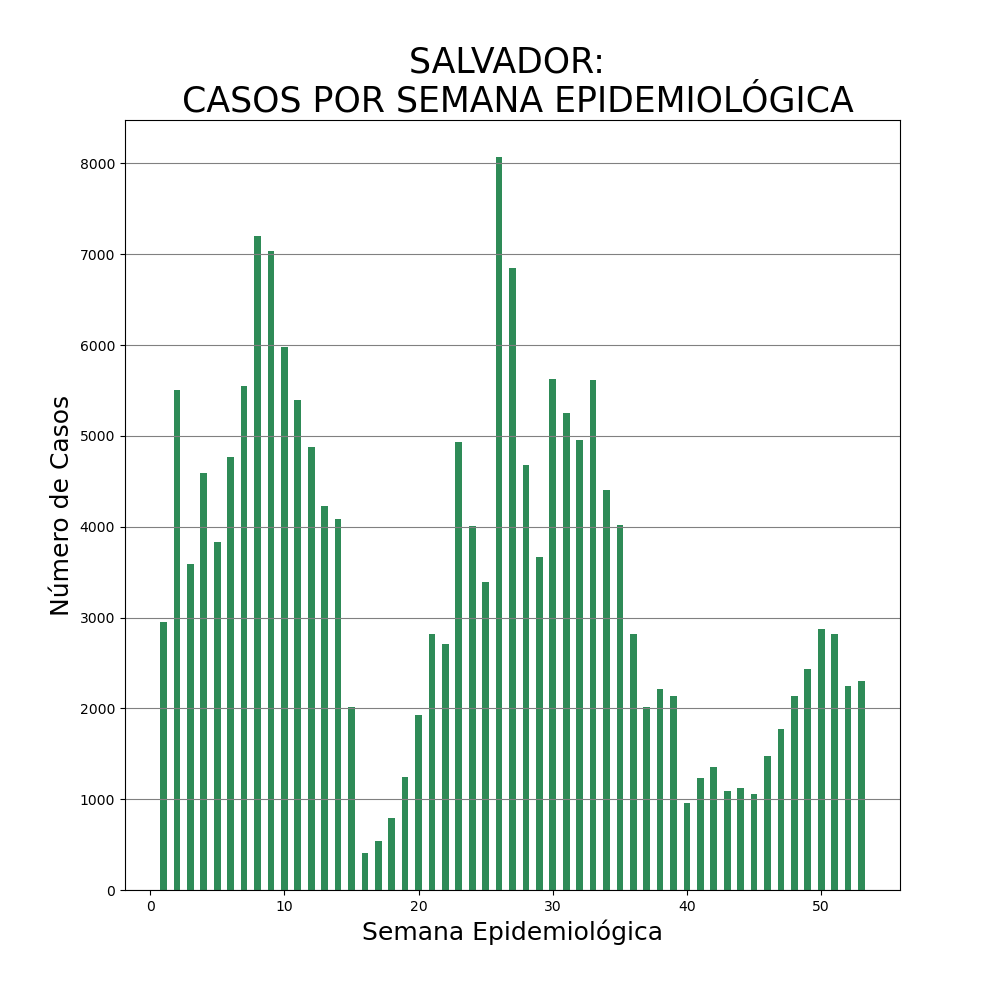 SALVADOR:
CASOS POR SEMANA EPIDEMIOLÓGICA
8000
7000
6000
5000
4000
3000
2000
1000
0
Número de Casos
0 10 20 30 40 50
Semana Epidemiológica